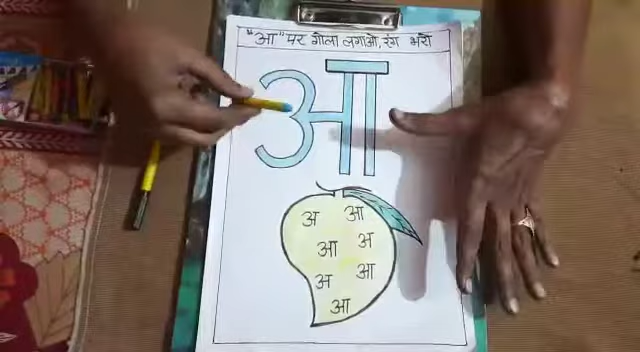 "आ" पर गोला लगाओ, रंग भरो
आ
अ आ
आ अ
अ आ
आ